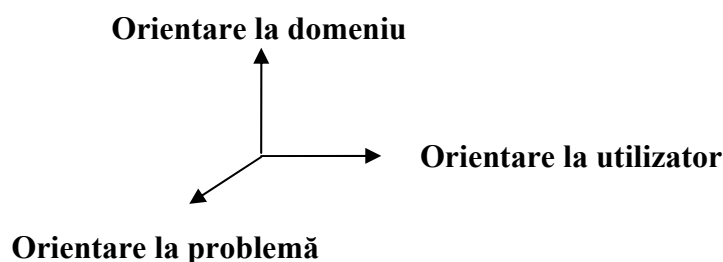 Orientare la domeniu
Orientare la utilizator
Orientare la problemă